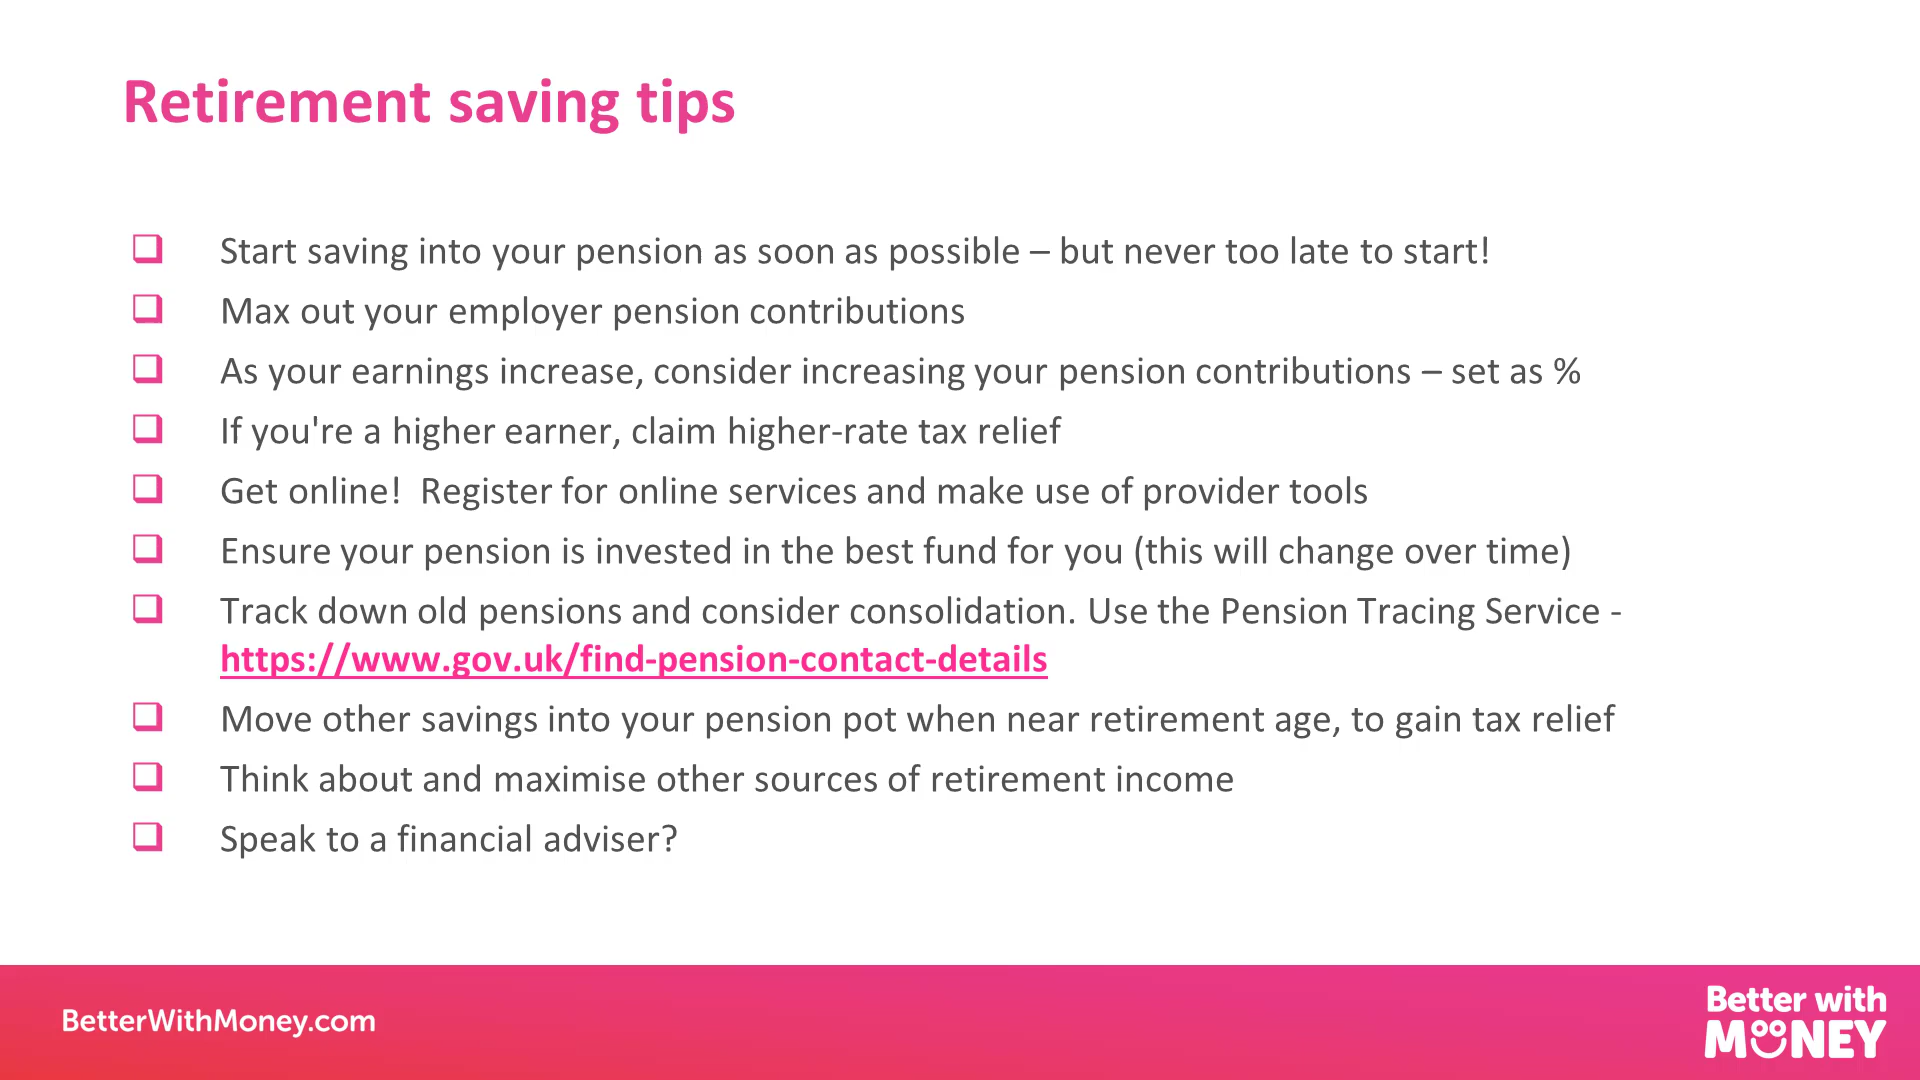 Retirement saving tips
Start saving into your pension as soon as possible – but never too late to start!
Max out your employer pension contributions
As your earnings increase, consider increasing your pension contributions – set as %
If you're a higher earner, claim higher-rate tax relief
Get online!  Register for online services and make use of provider tools
Ensure your pension is invested in the best fund for you (this will change over time)
Track down old pensions and consider consolidation. Use the Pension Tracing Service -
https://www.gov.uk/find-pension-contact-details
Move other savings into your pension pot when near retirement age, to gain tax relief
Think about and maximise other sources of retirement income
Speak to a financial adviser?
BetterWithMoney.com
Better with
MONEY